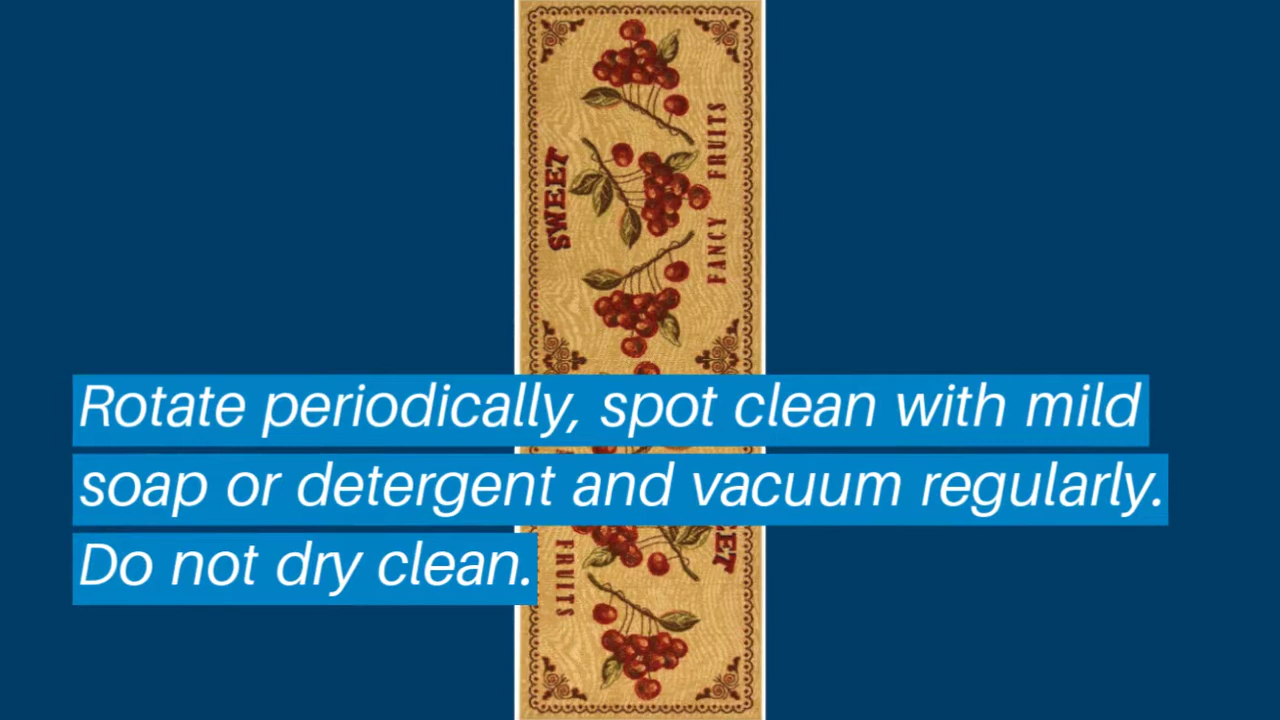 SWEET
FANCY FRUITS
Rotate periodically, spot clean with mild
soap or detergent and vacuum regularly.
Do not dry clean.
FRUITS